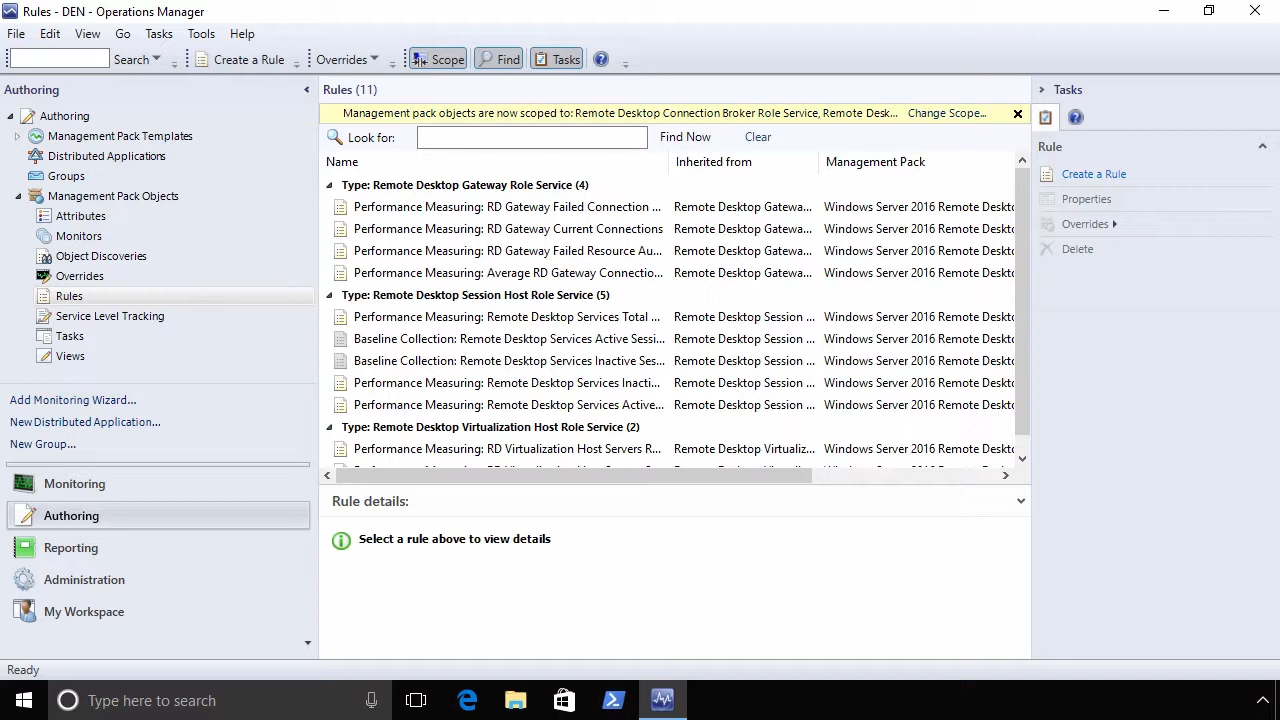 Rules - DEN - Operations Manager
File Edit View Go Tasks Tools Help
Search Create a Rule Overrides Scope Find Tasks
Authoring
Authoring
Management Pack Templates
Distributed Applications
Groups
Management Pack Objects
Attributes
Monitors
Object Discoveries
Overrides
Rules
Service Level Tracking
Tasks
Views
Add Monitoring Wizard...
New Distributed Application...
New Group...
Monitoring
Authoring
Reporting
Administration
My Workspace
Rules (11)
Management pack objects are now scoped to: Remote Desktop Connection Broker Role Service, Remote Desk... Change Scope...
Look for: Find Now Clear
Name Inherited from Management Pack
Type: Remote Desktop Gateway Role Service (4)
Performance Measuring: RD Gateway Failed Connection ... Remote Desktop Gatewa... Windows Server 2016 Remote Deskto
Performance Measuring: RD Gateway Current Connections Remote Desktop Gatewa... Windows Server 2016 Remote Deskto
Performance Measuring: RD Gateway Failed Resource Au... Remote Desktop Gatewa... Windows Server 2016 Remote Deskto
Performance Measuring: Average RD Gateway Connectio... Remote Desktop Gatewa... Windows Server 2016 Remote Deskto
Type: Remote Desktop Session Host Role Service (5)
Performance Measuring: Remote Desktop Services Total ... Remote Desktop Session ... Windows Server 2016 Remote Deskto
Baseline Collection: Remote Desktop Services Active Sessi... Remote Desktop Session ... Windows Server 2016 Remote Deskto
Baseline Collection: Remote Desktop Services Inactive Ses... Remote Desktop Session ... Windows Server 2016 Remote Deskto
Performance Measuring: Remote Desktop Services Inacti... Remote Desktop Session ... Windows Server 2016 Remote Deskto
Performance Measuring: Remote Desktop Services Active... Remote Desktop Session ... Windows Server 2016 Remote Deskto
Type: Remote Desktop Virtualization Host Role Service (2)
Performance Measuring: RD Virtualization Host Servers R... Remote Desktop Virtualiz... Windows Server 2016 Remote Deskto
Rule details:
Select a rule above to view details
Tasks
Rule
Create a Rule
Properties
Overrides
Delete
Ready
Type here to search